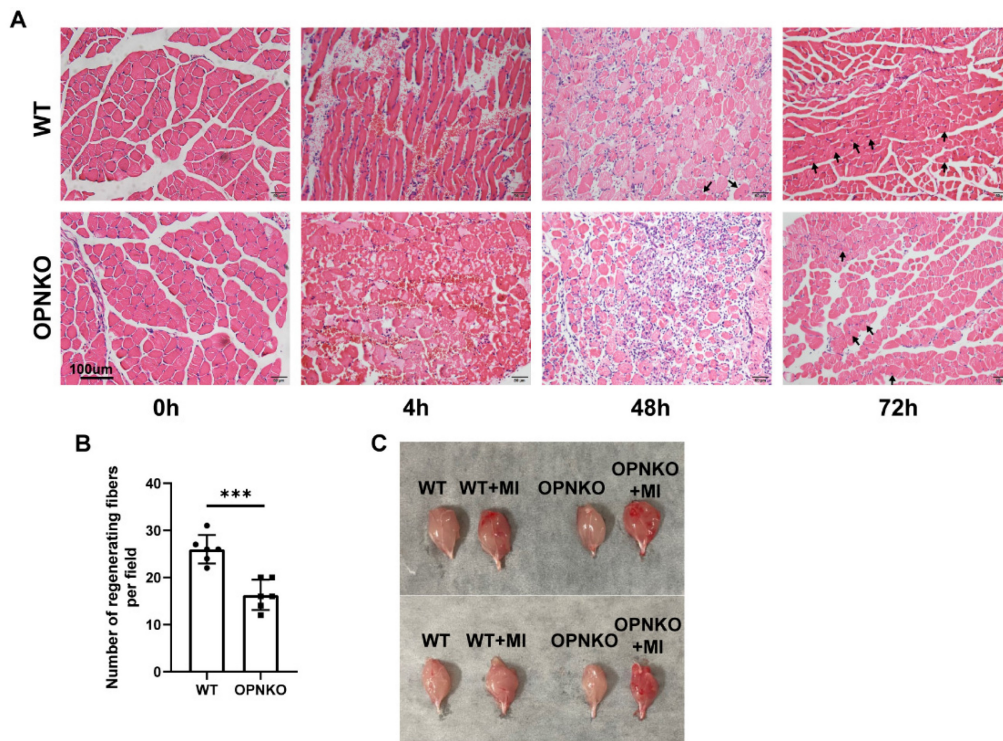 A
WT
OPNKO
100um
0h
4h
48h
72h
B
Number of regenerating fibers
per field
40
30
20
10
0
***
WT
OPNKO
C
WT
WT+MI
OPNKO
OPNKO
+MI
WT
WT+MI
OPNKO
OPNKO
+MI